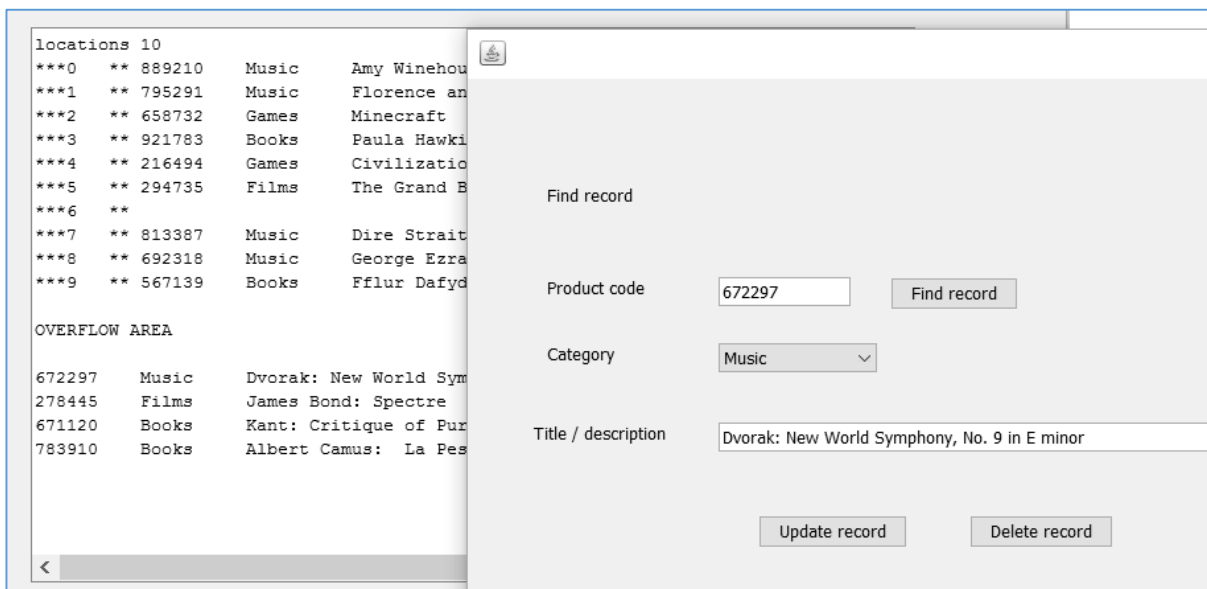 locations 10
***0   ** 889210    Music     Amy Winehou
***1   ** 795291    Music     Florence an
***2   ** 658732    Games     Minecraft
***3   ** 921783    Books     Paula Hawki
***4   ** 216494    Games     Civilizatio
***5   ** 294735    Films     The Grand B
***6   **
***7   ** 813387    Music     Dire Strait
***8   ** 692318    Music     George Ezra
***9   ** 567139    Books     Fflur Dafyd
OVERFLOW AREA
672297    Music     Dvorak: New World Sym
278445    Films     James Bond: Spectre
671120    Books     Kant: Critique of Pur
783910    Books     Albert Camus:  La Pes
Find record
Product code 672297 Find record
Category Music
Title / description Dvorak: New World Symphony, No. 9 in E minor
Update record Delete record